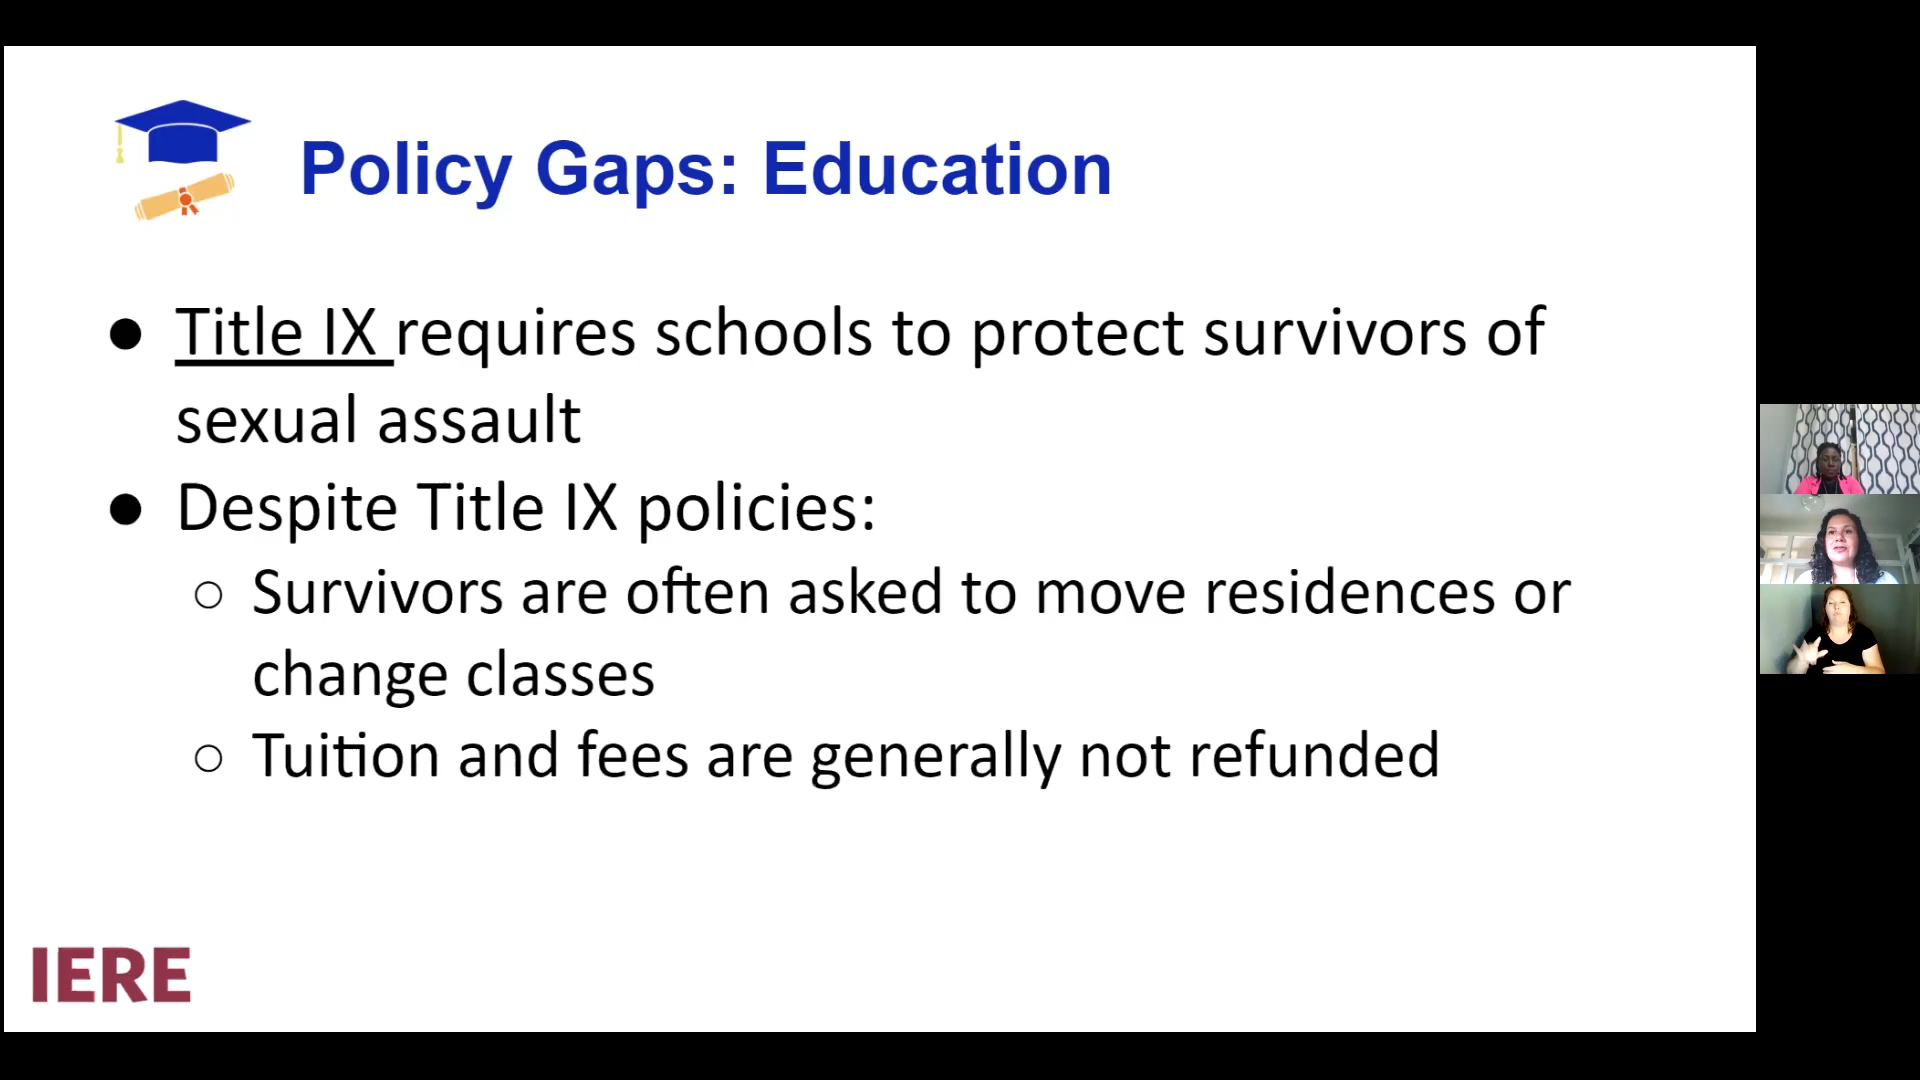 Policy Gaps: Education
● Title IX requires schools to protect survivors of
sexual assault
● Despite Title IX policies:
○ Survivors are often asked to move residences or
change classes
○ Tuition and fees are generally not refunded
IERE